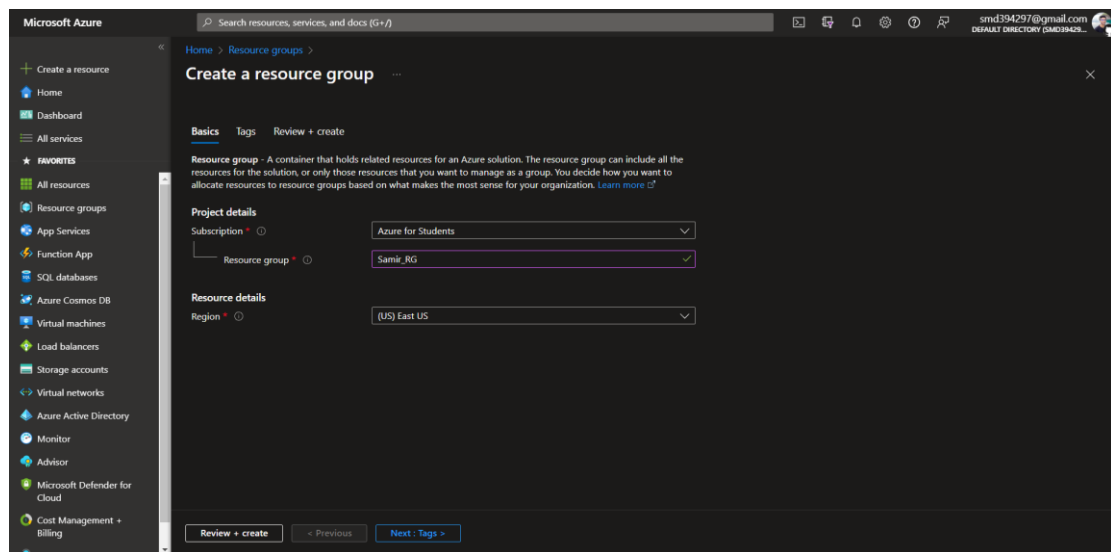 Microsoft Azure
Search resources, services, and docs (G+/)
smd394297@gmail.com
DEFAULT DIRECTORY (SMD39429...
Create a resource
Home
Dashboard
All services
FAVORITES
All resources
Resource groups
App Services
Function App
SQL databases
Azure Cosmos DB
Virtual machines
Load balancers
Storage accounts
Virtual networks
Azure Active Directory
Monitor
Advisor
Microsoft Defender for
Cloud
Cost Management +
Billing
Home > Resource groups >
Create a resource group ...
Basics Tags Review + create
Resource group - A container that holds related resources for an Azure solution. The resource group can include all the
resources for the solution, or only those resources that you want to manage as a group. You decide how you want to
allocate resources to resource groups based on what makes the most sense for your organization. Learn more
Project details
Subscription * Azure for Students
Resource group * Samir_RG
Resource details
Region * (US) East US
Review + create < Previous Next : Tags >